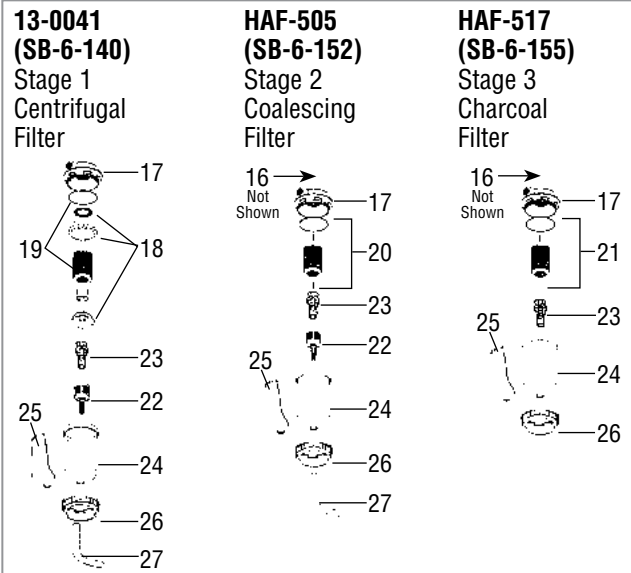 13-0041
(SB-6-140)
Stage 1
Centrifugal
Filter
17
19
18
23
22
25
24
26
27
HAF-505
(SB-6-152)
Stage 2
Coalescing
Filter
16
Not
Shown
17
20
23
22
25
24
26
27
HAF-517
(SB-6-155)
Stage 3
Charcoal
Filter
16
Not
Shown
17
21
23
25
24
26